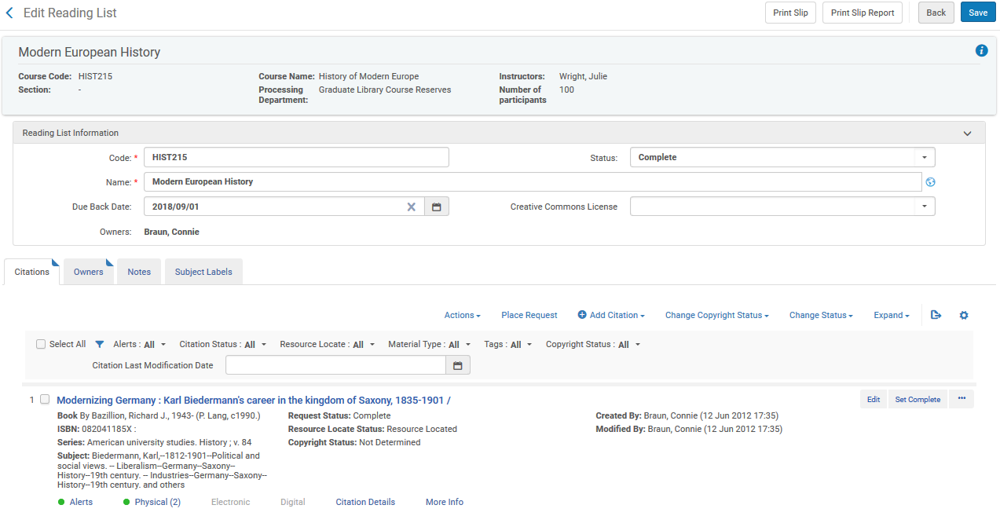 Edit Reading List
Print Slip
Print Slip Report
Back
Save
Modern European History
Course Code: HIST215
Course Name: History of Modern Europe
Instructors: Wright, Julie
Section: -
Processing Department: Graduate Library Course Reserves
Number of participants 100
Reading List Information
Code: * HIST215
Status: Complete
Name: * Modern European History
Due Back Date: 2018/09/01
Creative Commons License
Owners: Braun, Connie
Citations
Owners
Notes
Subject Labels
Actions
Place Request
Add Citation
Change Copyright Status
Change Status
Expand
Select All
Alerts : All
Citation Status : All
Resource Locate : All
Material Type : All
Tags : All
Copyright Status : All
Citation Last Modification Date
1 Modernizing Germany : Karl Biedermann's career in the kingdom of Saxony, 1835-1901 /
Edit
Set Complete
Book By Bazillion, Richard J., 1943- (P. Lang, c1990.)
ISBN: 082041185X :
Series: American university studies. History ; v. 84
Subject: Biedermann, Karl,--1812-1901--Political and
social views. -- Liberalism--Germany--Saxony--
History--19th century. -- Industries--Germany--Saxony--
History--19th century. and others
Request Status: Complete
Resource Locate Status: Resource Located
Copyright Status: Not Determined
Created By: Braun, Connie (12 Jun 2012 17:35)
Modified By: Braun, Connie (12 Jun 2012 17:35)
Alerts
Physical (2)
Electronic
Digital
Citation Details
More Info